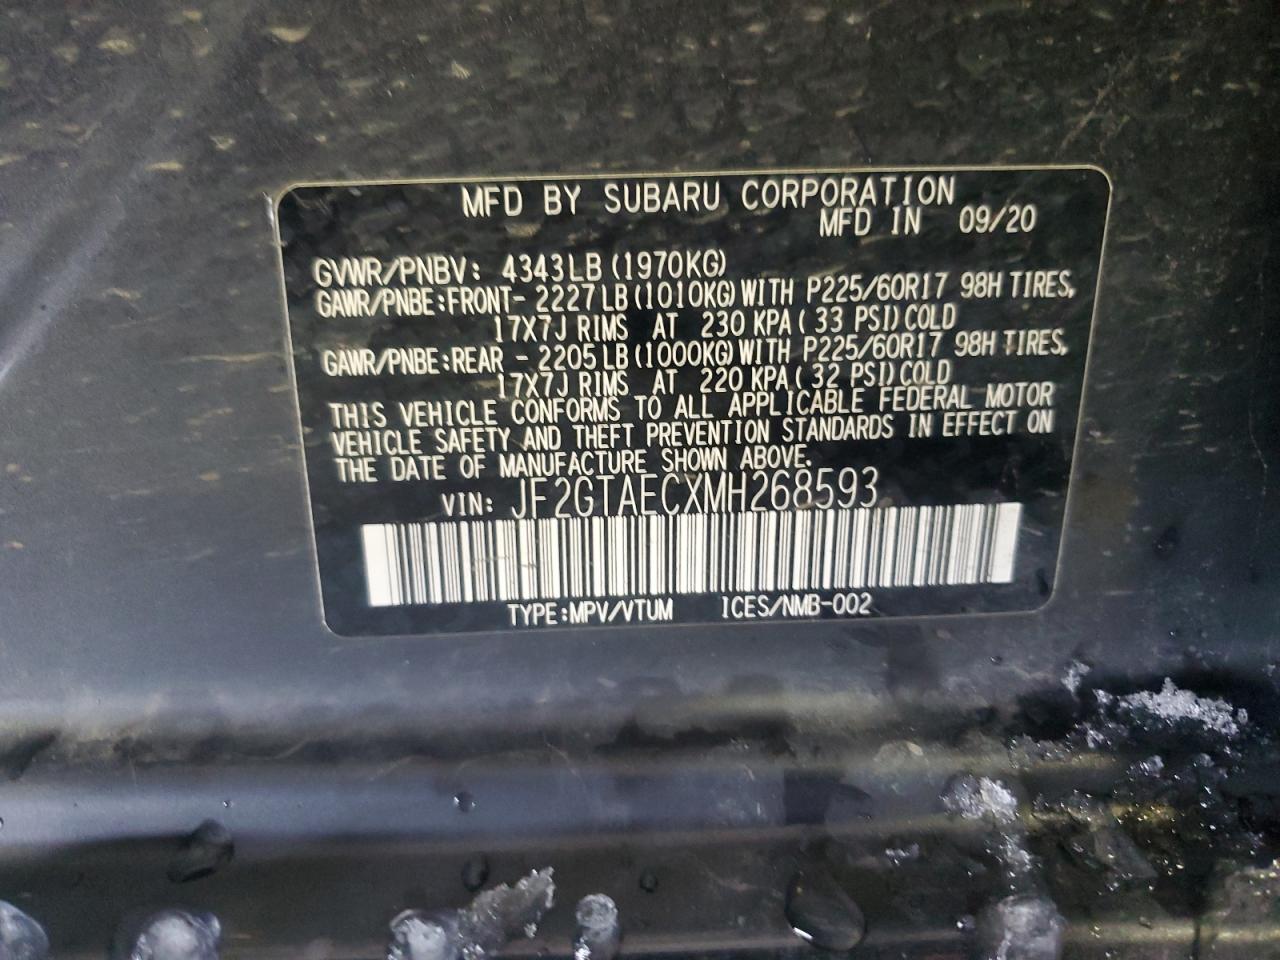 MFD BY SUBARU CORPORATION
MFD IN 09/20
GVWR/PNBV: 4343LB (1970KG)
GAWR/PNBE:FRONT- 2227LB (1010KG) WITH P225/60R17 98H TIRES,
17X7J RIMS AT 230 KPA( 33 PSI) COLD
GAWR/PNBE:REAR - 2205LB (1000KG) WITH P225/60R17 98H TIRES,
17X7J RIMS AT 220 KPA( 32 PSI) COLD
THIS VEHICLE CONFORMS TO ALL APPLICABLE FEDERAL MOTOR
VEHICLE SAFETY AND THEFT PREVENTION STANDARDS IN EFFECT ON
THE DATE OF MANUFACTURE SHOWN ABOVE.
VIN: JF2GTAECXMH268593
TYPE:MPV/VTUM ICES/NMB-002